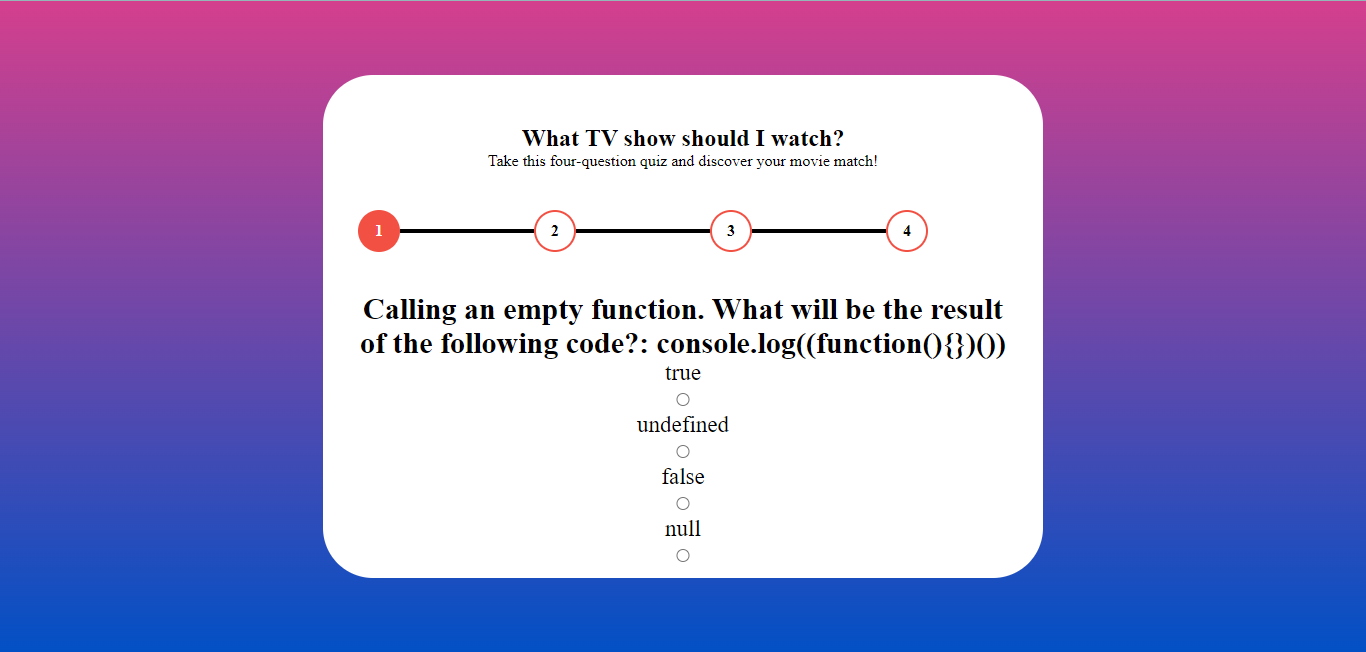 What TV show should I watch?
Take this four-question quiz and discover your movie match!
1 2 3 4
Calling an empty function. What will be the result
of the following code?: console.log((function(){})())
true
undefined
false
null